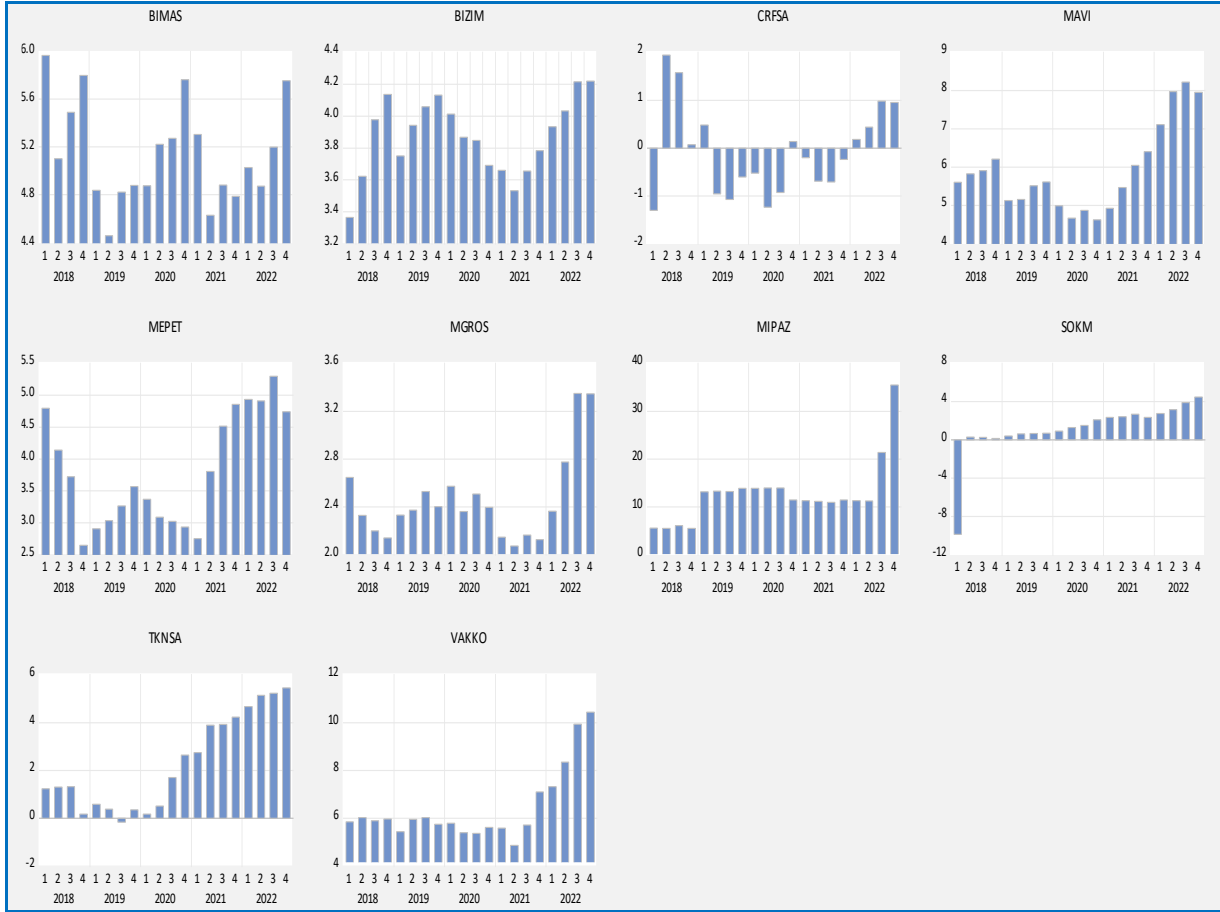 BIMAS BIZIM CRFSA MAVI
6.0 4.4 2 9
4.2 8
5.6 1
4.0 7
5.2 3.8 0 6
3.6
4.8 -1 5
3.4
4.4 3.2 -2 4
1 2 3 4 1 2 3 4 1 2 3 4 1 2 3 4 1 2 3 4 1 2 3 4 1 2 3 4 1 2 3 4 1 2 3 4 1 2 3 4 1 2 3 4 1 2 3 4 1 2 3 4 1 2 3 4 1 2 3 4 1 2 3 4 1 2 3 4 1 2 3 4 1 2 3 4 1 2 3 4
2018 2019 2020 2021 2022 2018 2019 2020 2021 2022 2018 2019 2020 2021 2022 2018 2019 2020 2021 2022
MEPET MGROS MIPAZ SOKM
5.5 3.6 40 8
5.0
3.2 30 4
4.5
0
4.0 2.8 20
3.5 -4
2.4 10
3.0 -8
2.5 2.0 0 -12
1 2 3 4 1 2 3 4 1 2 3 4 1 2 3 4 1 2 3 4 1 2 3 4 1 2 3 4 1 2 3 4 1 2 3 4 1 2 3 4 1 2 3 4 1 2 3 4 1 2 3 4 1 2 3 4 1 2 3 4 1 2 3 4 1 2 3 4 1 2 3 4 1 2 3 4 1 2 3 4
2018 2019 2020 2021 2022 2018 2019 2020 2021 2022 2018 2019 2020 2021 2022 2018 2019 2020 2021 2022
TKNSA VAKKO
6 12
4 10
2 8
0 6
-2 4
1 2 3 4 1 2 3 4 1 2 3 4 1 2 3 4 1 2 3 4 1 2 3 4 1 2 3 4 1 2 3 4 1 2 3 4 1 2 3 4
2018 2019 2020 2021 2022 2018 2019 2020 2021 2022